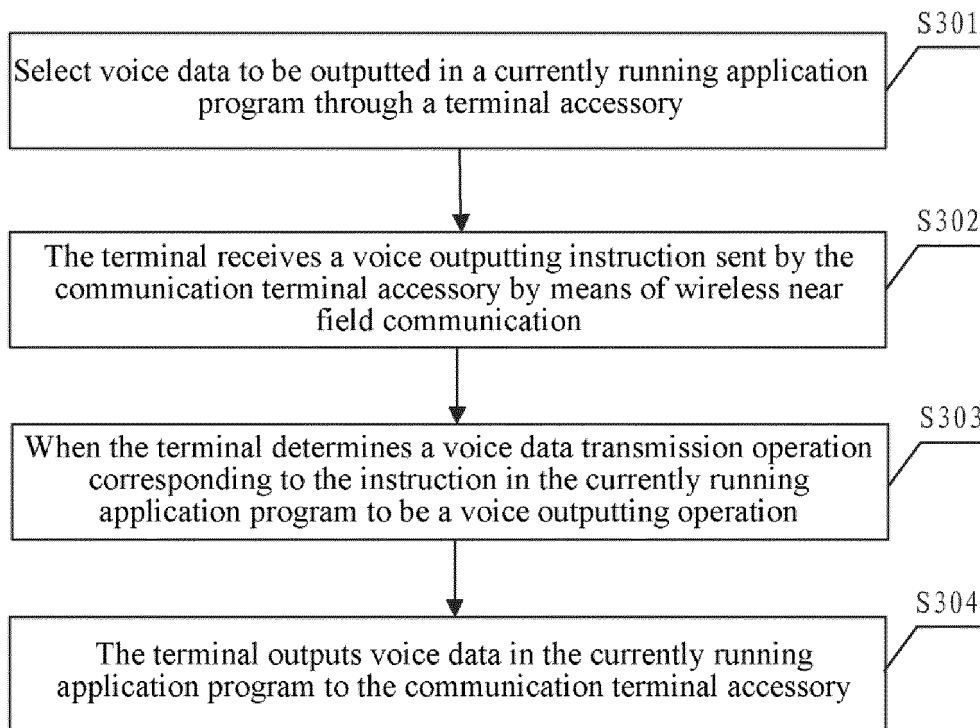 S301
Select voice data to be outputted in a currently running application
program through a terminal accessory
S302
The terminal receives a voice outputting instruction sent by the
communication terminal accessory by means of wireless near
field communication
S303
When the terminal determines a voice data transmission operation
corresponding to the instruction in the currently running
application program to be a voice outputing operation
S304
The terminal outputs voice data in the currently running
application program to the communication terminal accessory